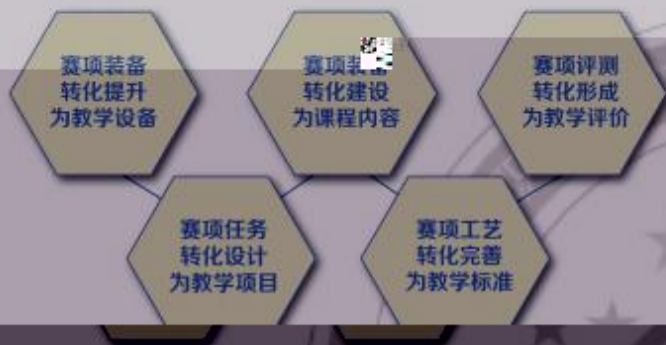 赛项装备
转化提升
为教学设备
赛项装
转化建设
为课程内容
赛项评测
转化形成
为教学评价
赛项任务
转化设计
为教学项目
赛项工艺
转化完善
为教学标准